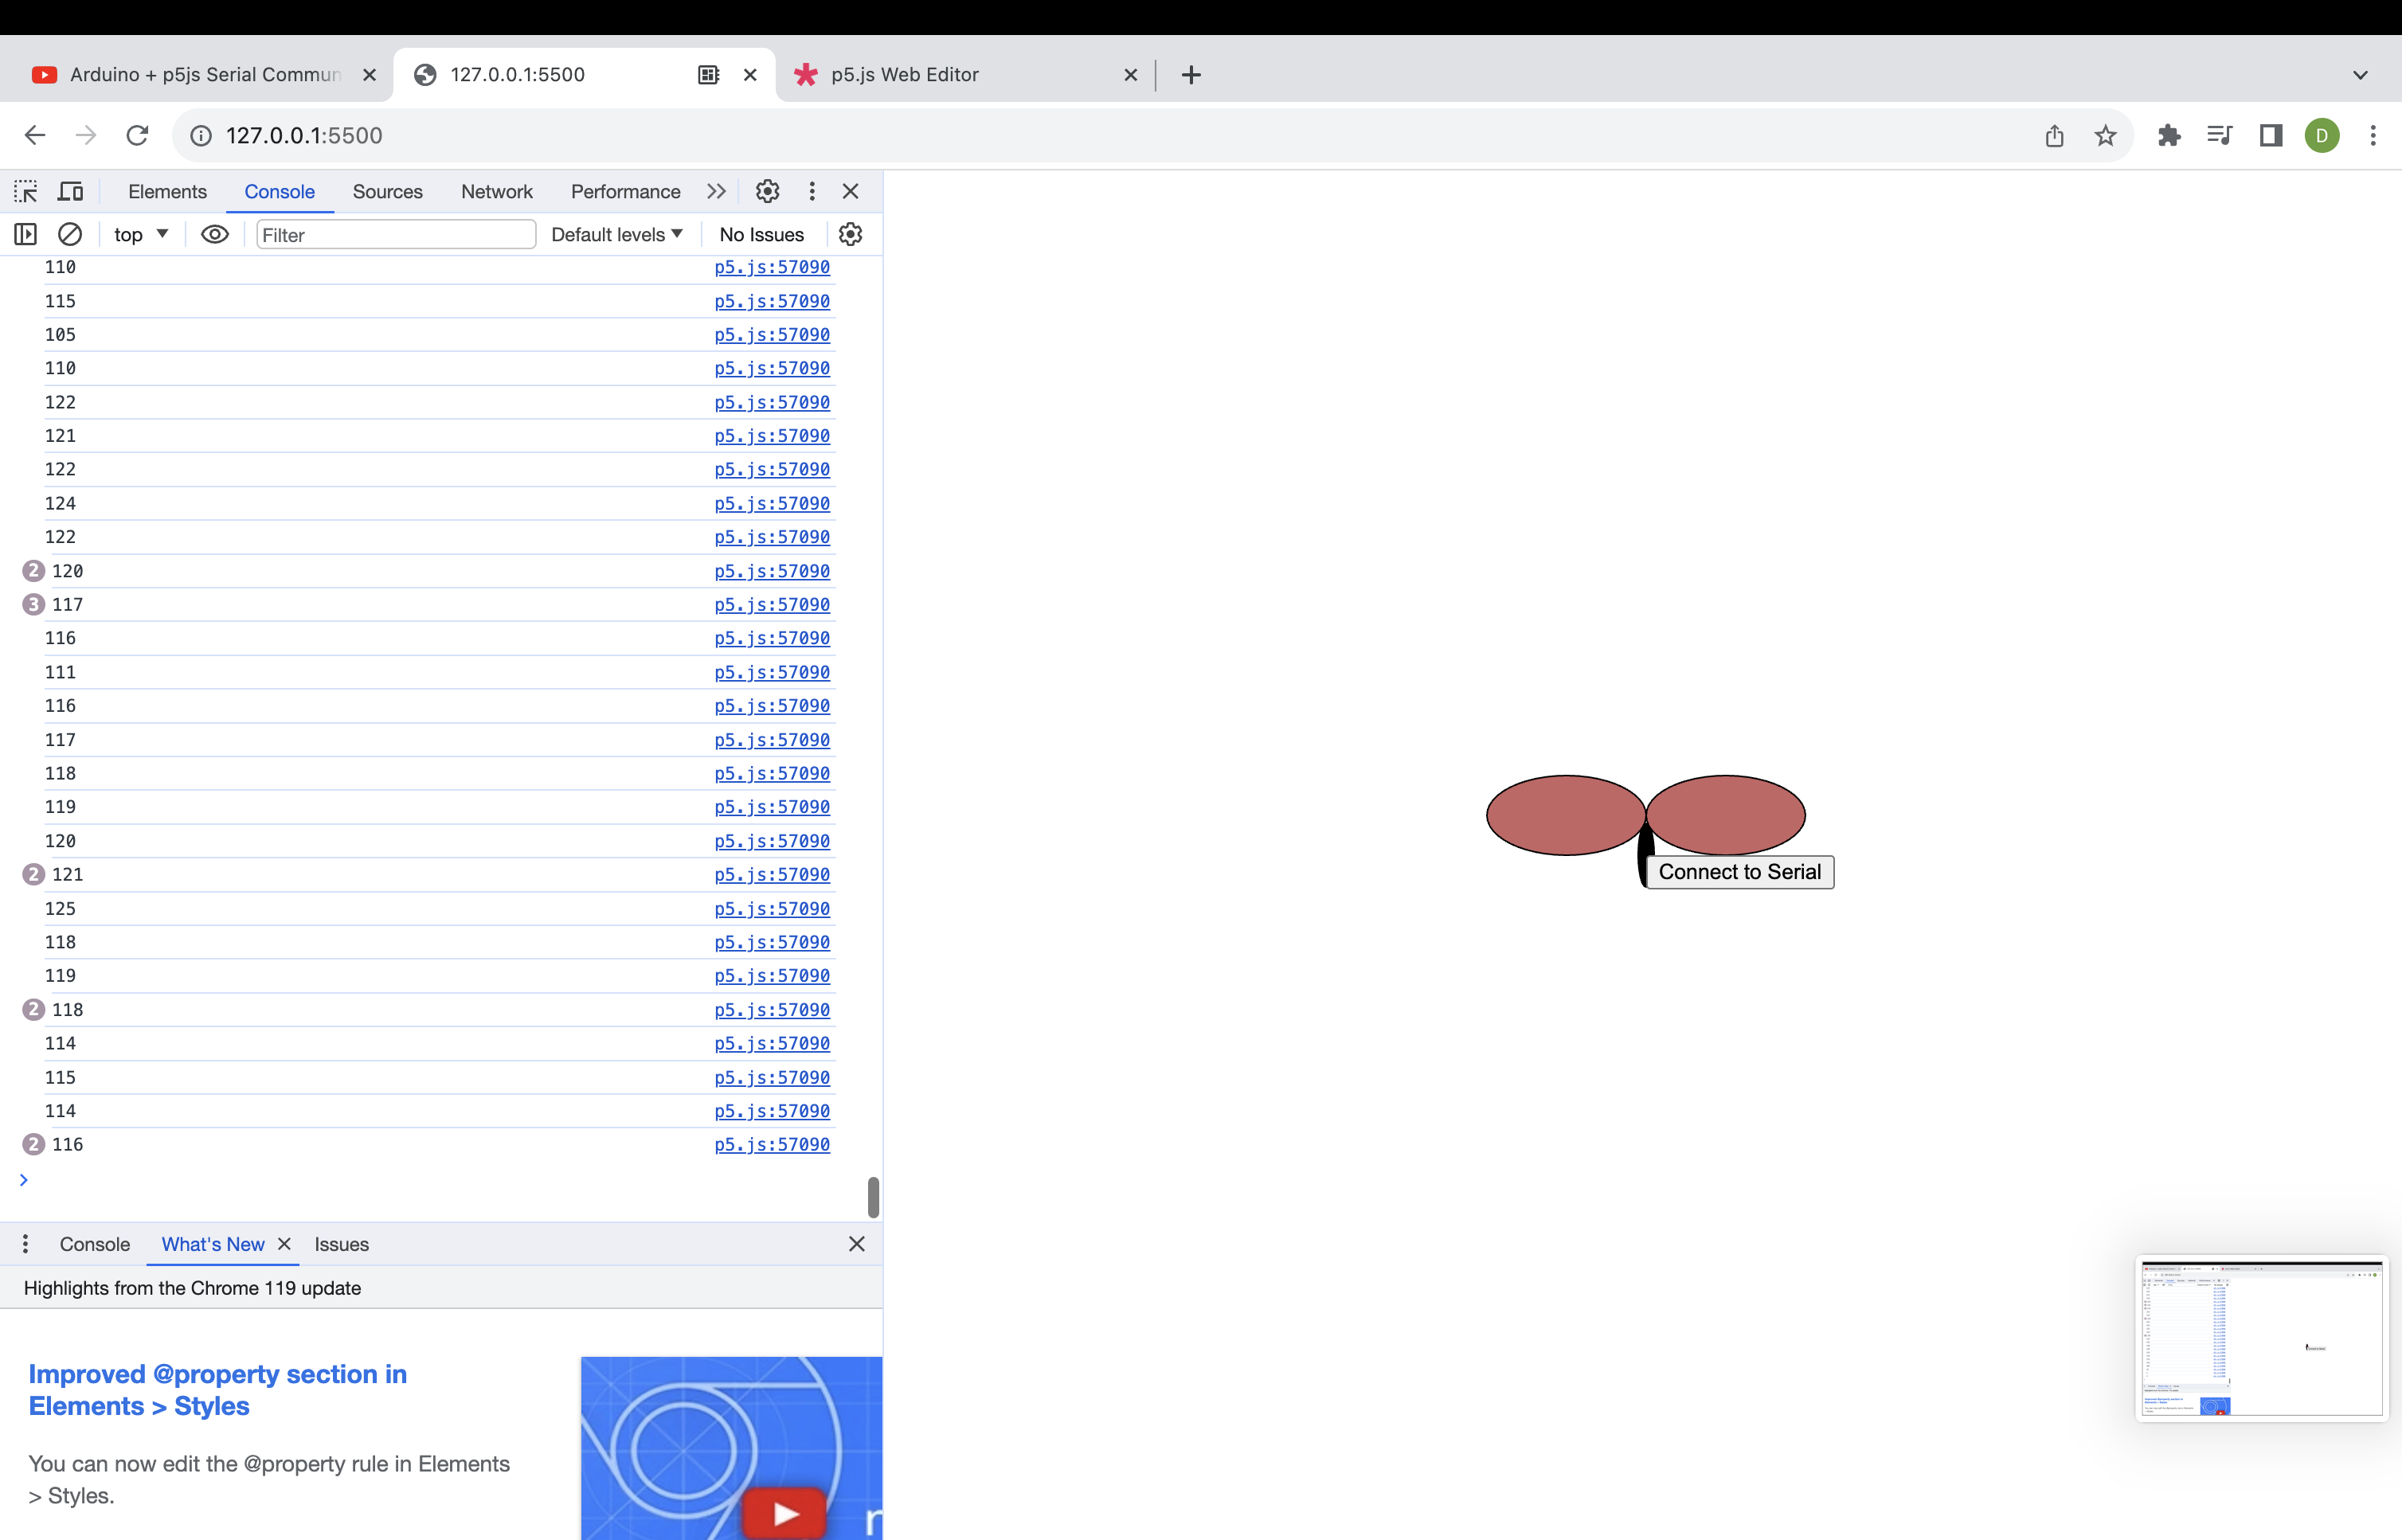 Arduino + p5js Serial Commun
127.0.0.1:5500
p5.js Web Editor
127.0.0.1:5500
D
Elements Console Sources Network Performance
top Filter Default levels No Issues
110 p5.js:57090
115 p5.js:57090
105 p5.js:57090
110 p5.js:57090
122 p5.js:57090
121 p5.js:57090
122 p5.js:57090
124 p5.js:57090
122 p5.js:57090
2 120 p5.js:57090
3 117 p5.js:57090
116 p5.js:57090
111 p5.js:57090
116 p5.js:57090
117 p5.js:57090
118 p5.js:57090
119 p5.js:57090
120 p5.js:57090
2 121 p5.js:57090
125 p5.js:57090
118 p5.js:57090
119 p5.js:57090
2 118 p5.js:57090
114 p5.js:57090
115 p5.js:57090
114 p5.js:57090
2 116 p5.js:57090
Connect to Serial
Console What's New Issues
Highlights from the Chrome 119 update
Improved @property section in
Elements > Styles
You can now edit the @property rule in Elements
> Styles.